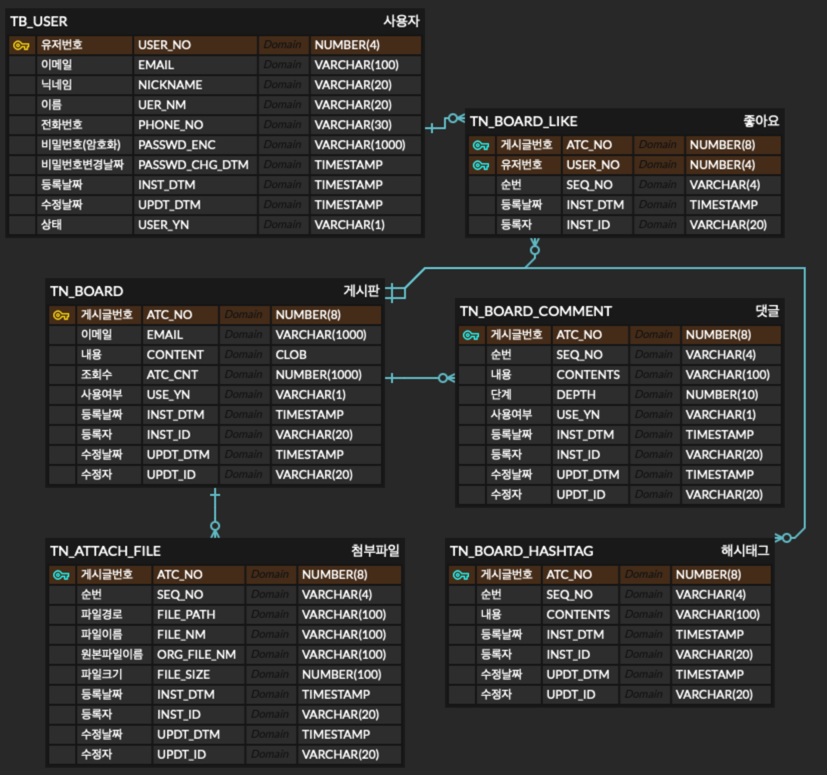 TB_USER 사용자
유저번호 USER_NO Domain NUMBER(4)
이메일 EMAIL Domain VARCHAR(100)
닉네임 NICKNAME Domain VARCHAR(20)
이름 UER_NM Domain VARCHAR(20)
전화번호 PHONE_NO Domain VARCHAR(30)
비밀번호(암호화) PASSWD_ENC Domain VARCHAR(1000)
비밀번호변경날짜 PASSWD_CHG_DTM Domain TIMESTAMP
등록날짜 INST_DTM Domain TIMESTAMP
수정날짜 UPDT_DTM Domain TIMESTAMP
상태 USER_YN Domain VARCHAR(1)
TN_BOARD_LIKE 좋아요
게시글번호 ATC_NO Domain NUMBER(8)
유저번호 USER_NO Domain NUMBER(4)
순번 SEQ_NO Domain VARCHAR(4)
등록날짜 INST_DTM Domain TIMESTAMP
등록자 INST_ID Domain VARCHAR(20)
TN_BOARD 게시판
게시글번호 ATC_NO Domain NUMBER(8)
이메일 EMAIL Domain VARCHAR(1000)
내용 CONTENT Domain CLOB
조회수 ATC_CNT Domain NUMBER(1000)
사용여부 USE_YN Domain VARCHAR(1)
등록날짜 INST_DTM Domain TIMESTAMP
등록자 INST_ID Domain VARCHAR(20)
수정날짜 UPDT_DTM Domain TIMESTAMP
수정자 UPDT_ID Domain VARCHAR(20)
TN_BOARD_COMMENT 댓글
게시글번호 ATC_NO Domain NUMBER(8)
순번 SEQ_NO Domain VARCHAR(4)
내용 CONTENTS Domain VARCHAR(100)
단계 DEPTH Domain NUMBER(10)
사용여부 USE_YN Domain VARCHAR(1)
등록날짜 INST_DTM Domain TIMESTAMP
등록자 INST_ID Domain VARCHAR(20)
수정날짜 UPDT_DTM Domain TIMESTAMP
수정자 UPDT_ID Domain VARCHAR(20)
TN_ATTACH_FILE 첨부파일
게시글번호 ATC_NO Domain NUMBER(8)
순번 SEQ_NO Domain VARCHAR(4)
파일경로 FILE_PATH Domain VARCHAR(100)
파일이름 FILE_NM Domain VARCHAR(100)
원본파일이름 ORG_FILE_NM Domain VARCHAR(100)
파일크기 FILE_SIZE Domain NUMBER(100)
등록날짜 INST_DTM Domain TIMESTAMP
등록자 INST_ID Domain VARCHAR(20)
수정날짜 UPDT_DTM Domain TIMESTAMP
수정자 UPDT_ID Domain VARCHAR(20)
TN_BOARD_HASHTAG 해시태그
게시글번호 ATC_NO Domain NUMBER(8)
순번 SEQ_NO Domain VARCHAR(4)
내용 CONTENTS Domain VARCHAR(100)
등록날짜 INST_DTM Domain TIMESTAMP
등록자 INST_ID Domain VARCHAR(20)
수정날짜 UPDT_DTM Domain TIMESTAMP
수정자 UPDT_ID Domain VARCHAR(20)